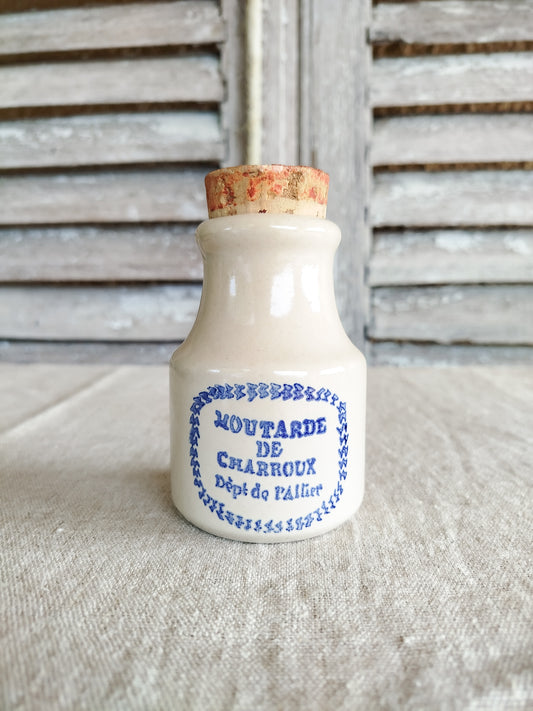 MOUTARDE
DE
CHARROUX
Dépt de l'Allier